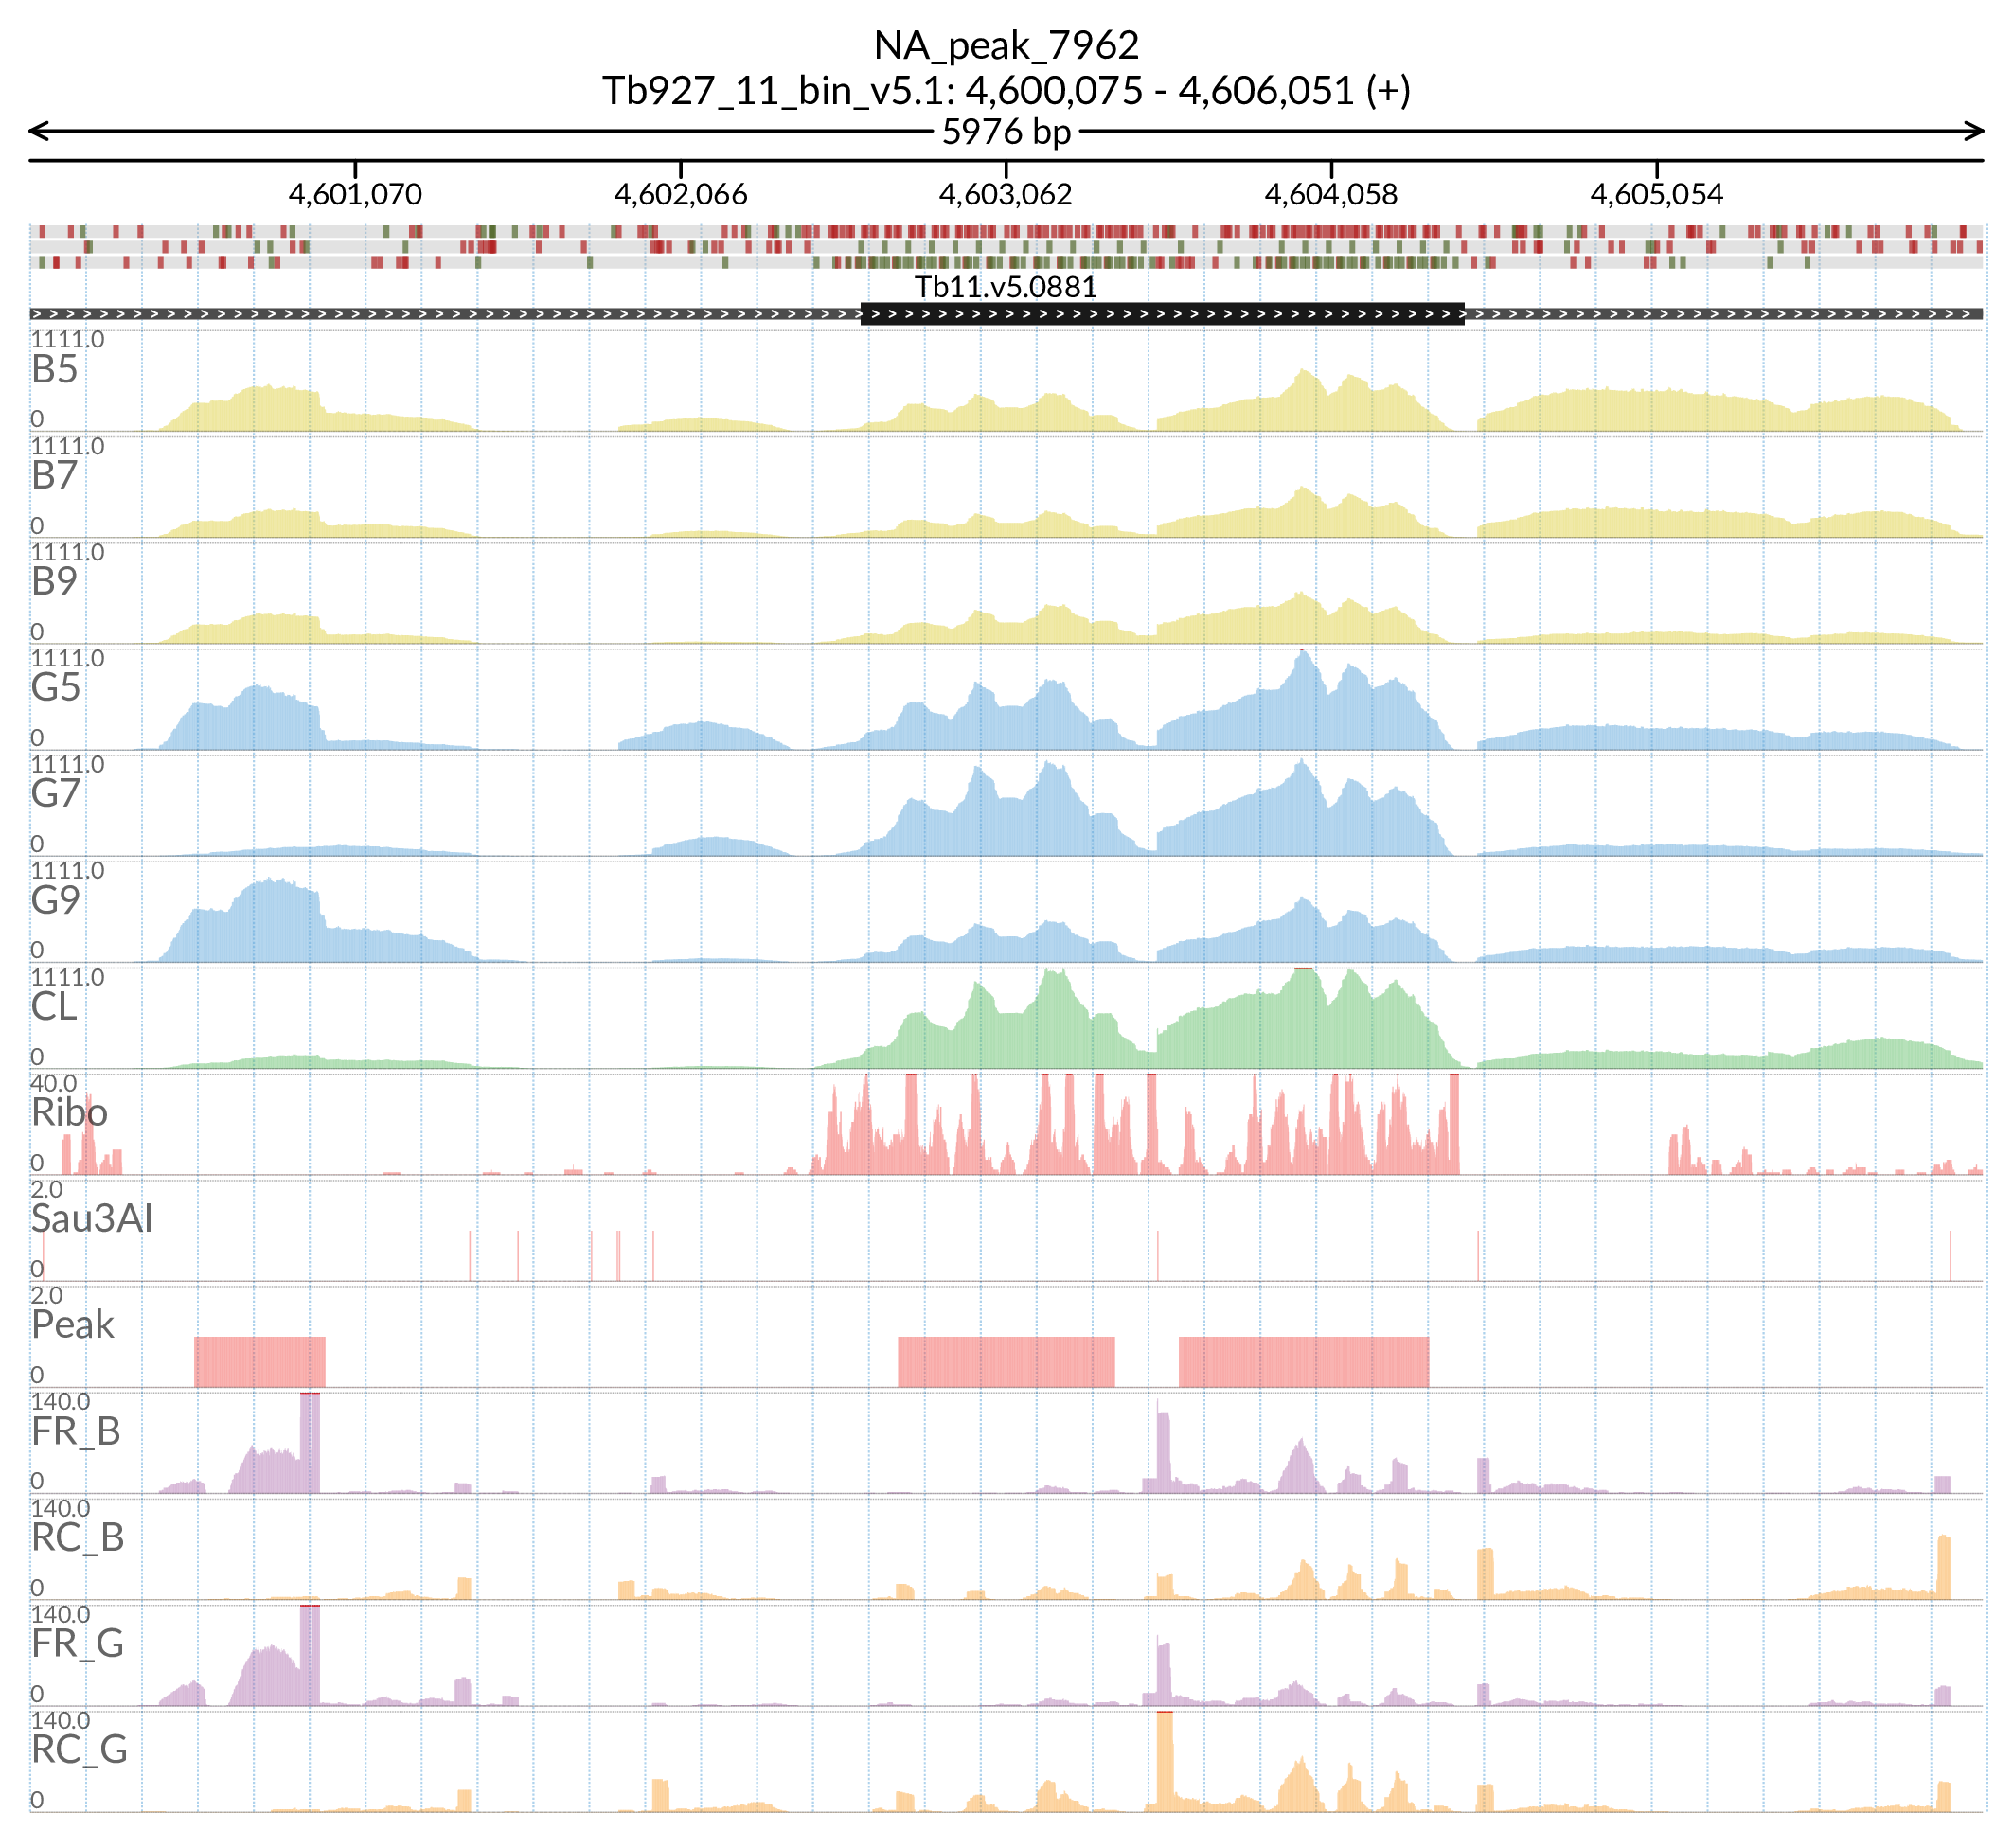 NA_peak_7962
Tb927_11_bin_v5.1: 4,600,075 - 4,606,051 (+)
5976 bp
4,601,070 4,602,066 4,603,062 4,604,058 4,605,054
Tb11.v5.0881
1111.0
B5
0
1111.0
B7
0
1111.0
B9
0
1111.0
G5
0
1111.0
G7
0
1111.0
G9
0
1111.0
CL
0
40.0
Ribo
0
2.0
Sau3AI
0
2.0
Peak
0
140.0
FR_B
0
140.0
RC_B
0
140.0
FR_G
0
140.0
RC_G
0